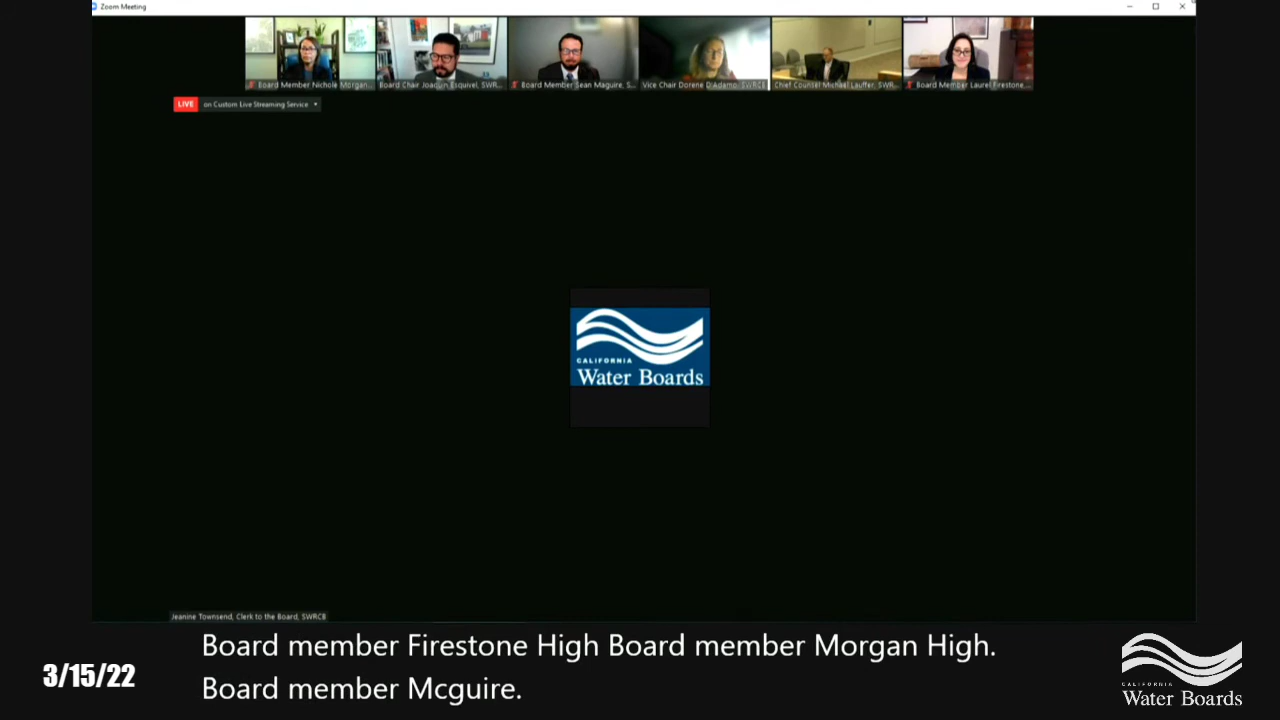 Zoom Meeting
Board Member Nichole Morgan...
Board Chair Joaquin Esquivel, SWR...
Board Member Sean Maguire, S...
Vice Chair Dorene D'Adamo, SWRCB
Chief Counsel Michael Lauffer, SWR...
Board Member Laurel Firestone...
LIVE on Custom Live Streaming Service
CALIFORNIA
Water Boards
Jeanine Townsend, Clerk to the Board, SWRCB
Board member Firestone High Board member Morgan High.
Board member Mcguire.
3/15/22
CALIFORNIA
Water Boards